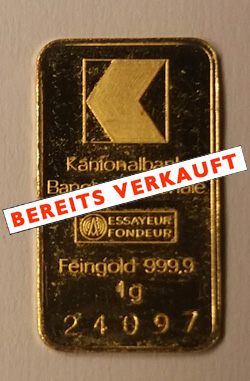 Kantonalbank
BEREITS VERKAUFT
ESSAYEUR
FONDEUR
Feingold 999,9
1g
24097